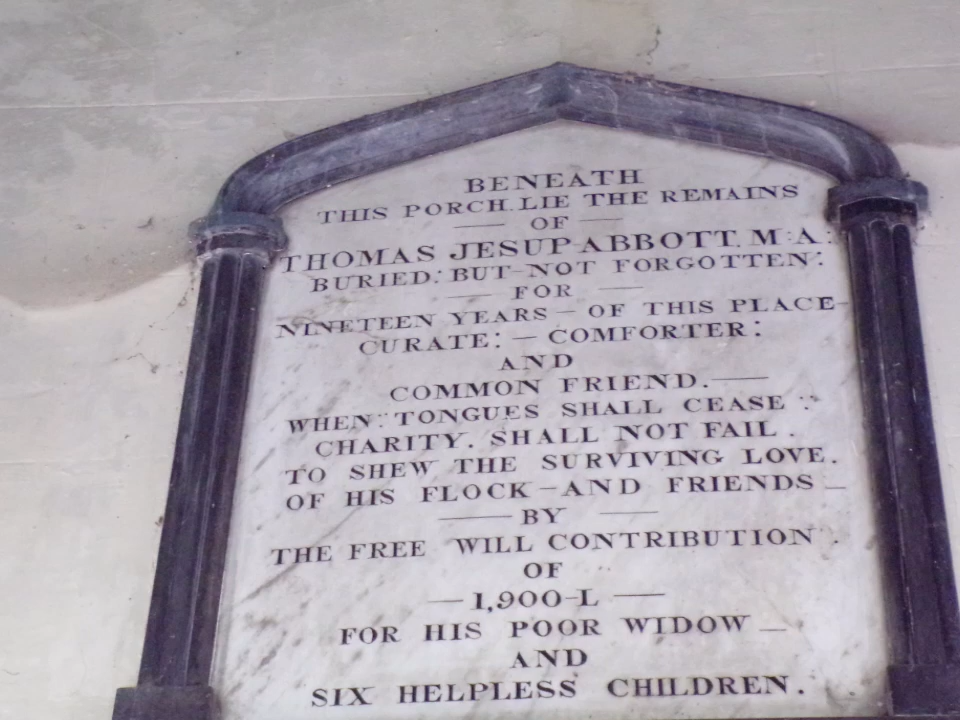 BENEATH
THIS PORCH. LIE THE REMAINS
— OF —
THOMAS JESUP-ABBOTT. M:A:
BURIED: BUT-NOT FORGOTTEN:
— FOR —
NINETEEN YEARS — OF THIS PLACE-
CURATE: — COMFORTER:
AND
COMMON FRIEND. —
WHEN: TONGUES SHALL CEASE :
CHARITY. SHALL NOT FAIL .
TO SHEW THE SURVIVING LOVE.
OF HIS FLOCK — AND FRIENDS —
— BY —
THE FREE WILL CONTRIBUTION .
OF
— 1,900-L —
FOR HIS POOR WIDOW —
AND
SIX HELPLESS CHILDREN.